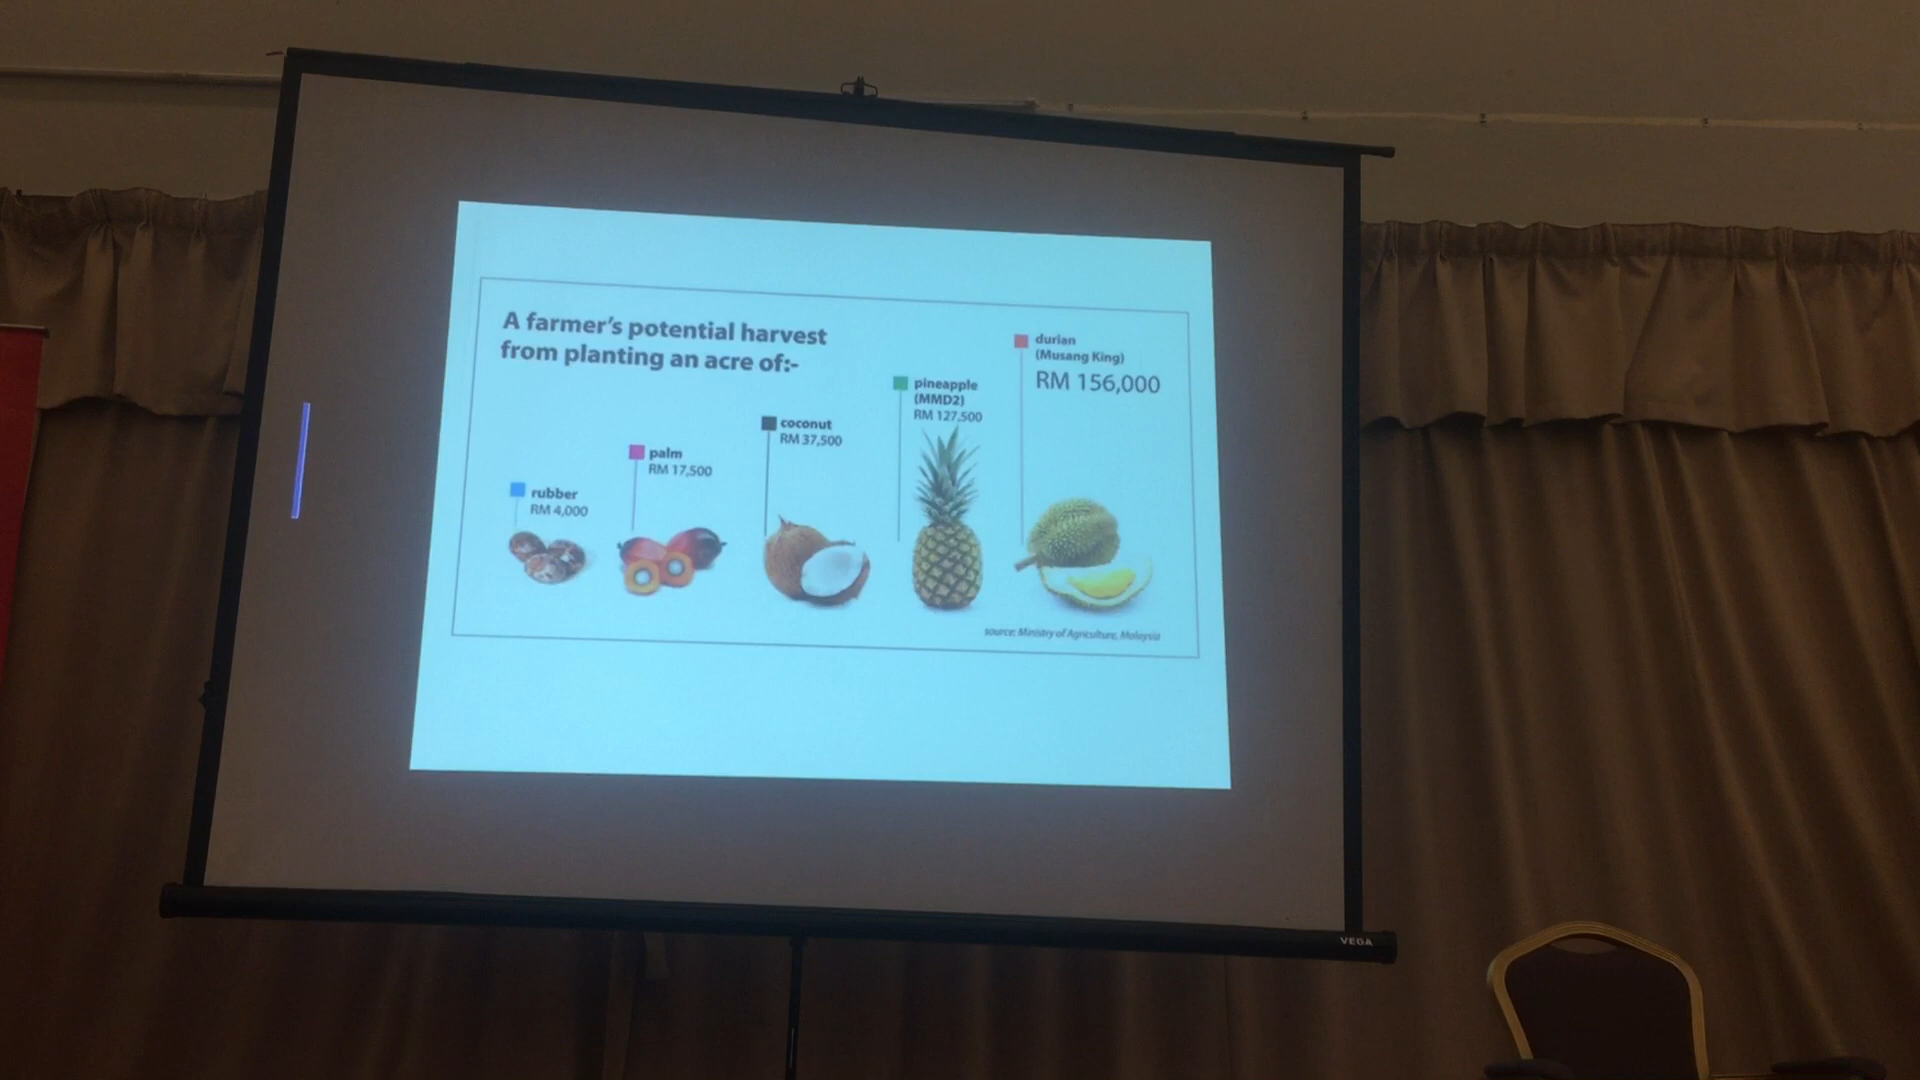 A farmer's potential harvest
from planting an acre of:-
rubber
RM 4,000
palm
RM 17,500
coconut
RM 37,500
pineapple
(MMD2)
RM 127,500
durian
(Musang King)
RM 156,000
source: Ministry of Agriculture, Malaysia
VEGA